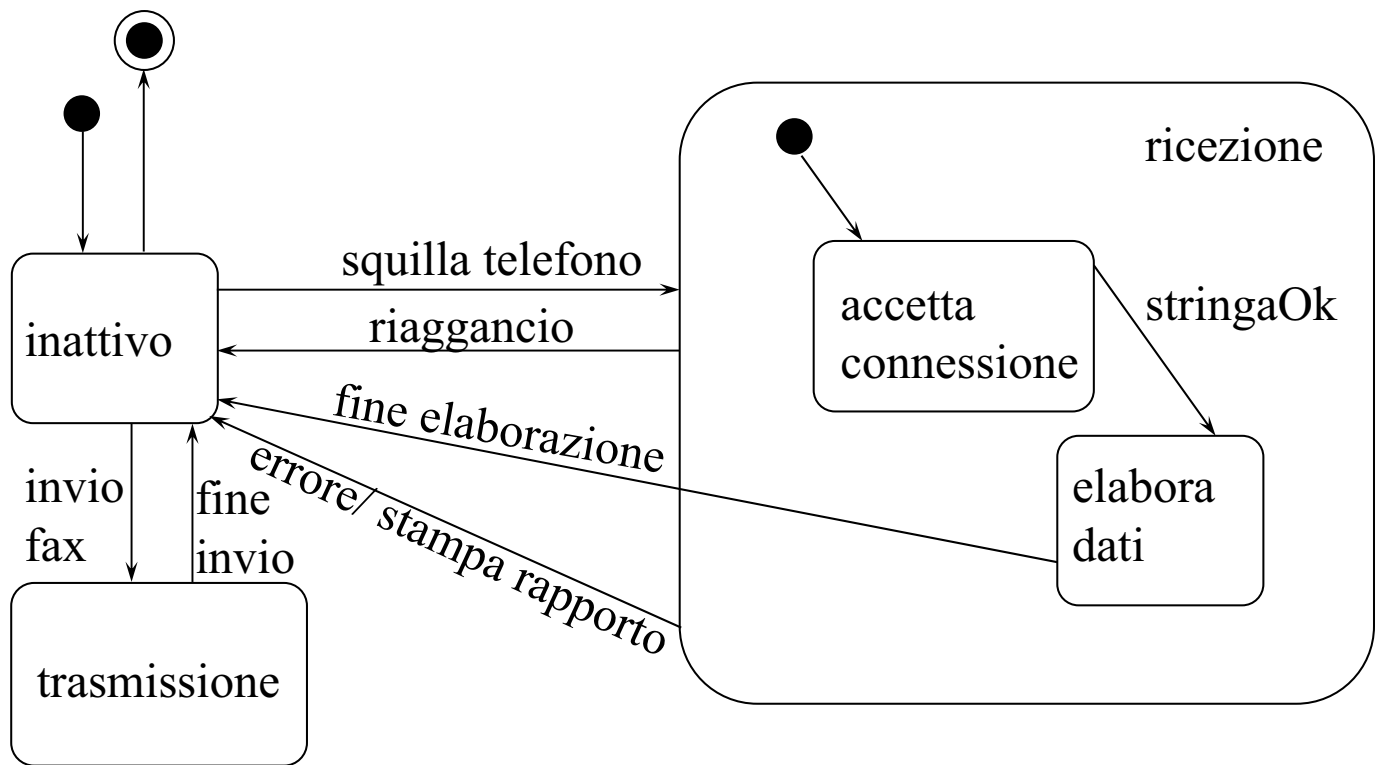 ricezione
squilla telefono
riaggancio
inattivo
accetta
connessione
stringaOk
fine elaborazione
errore/ stampa rapporto
invio
fax
fine
invio
elabora
dati
trasmissione